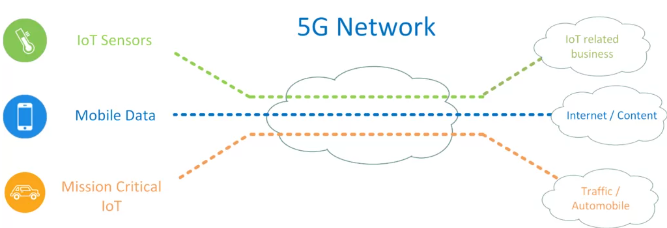 5G Network
IoT Sensors
IoT related
business
Mobile Data
Internet / Content
Mission Critical
IoT
Traffic /
Automobile